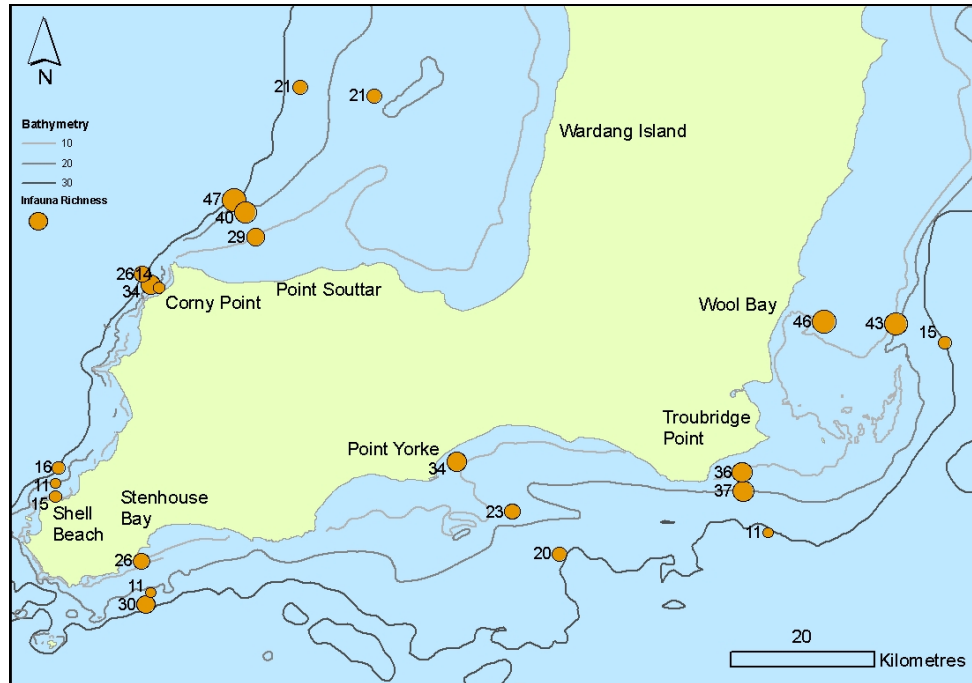 N
21
21
Wardang Island
Bathymetry
10
20
30
Infauna Richness
47
40
29
26 14
34
Corny Point
Point Souttar
Wool Bay
46
43
15
Troubridge
Point
Point Yorke
34
36
37
16
11
15
Shell
Beach
Stenhouse
Bay
23
11
20
26
11
30
20
Kilometres